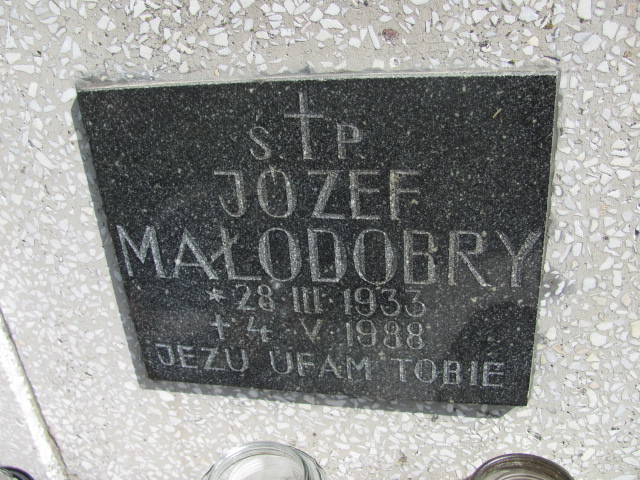 Ś. P.
JÓZEF
MAŁODOBRY
* 28 III 1933
† 4 V 1988
JEZU UFAM TOBIE